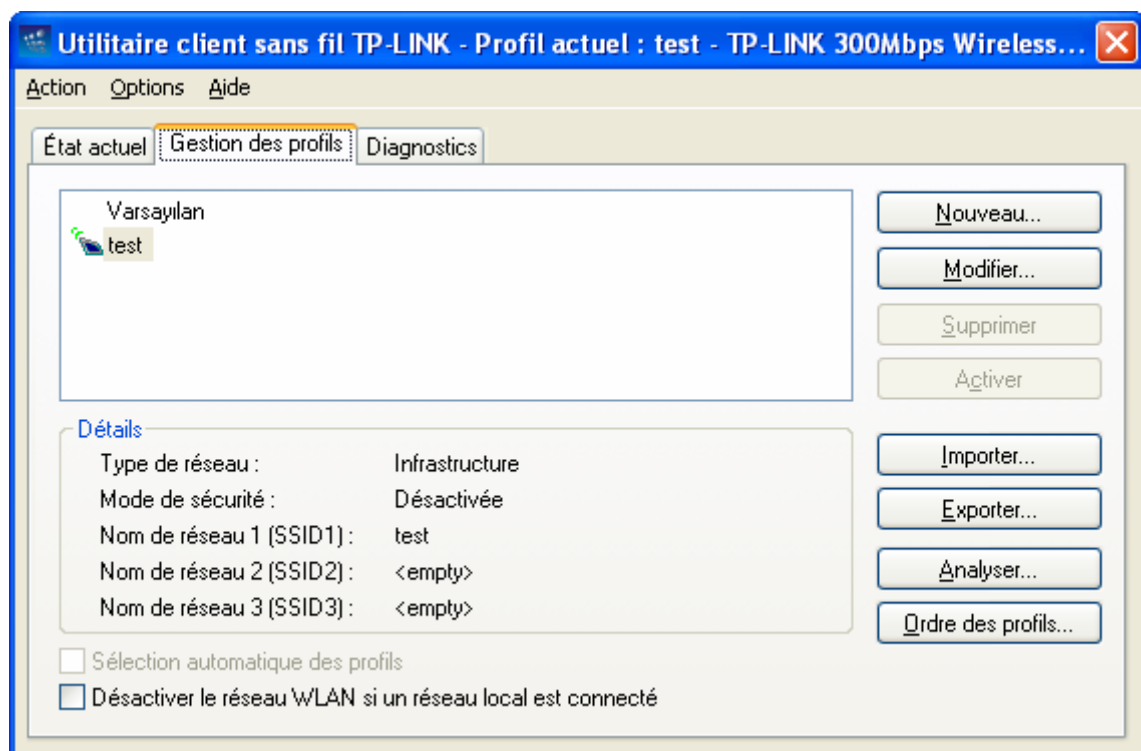 Utilitaire client sans fil TP-LINK - Profil actuel : test - TP-LINK 300Mbps Wireless...
Action Options Aide
État actuel Gestion des profils Diagnostics
Varsayılan
test
Nouveau...
Modifier...
Supprimer
Activer
Détails
Type de réseau : Infrastructure
Mode de sécurité : Désactivée
Nom de réseau 1 (SSID1) : test
Nom de réseau 2 (SSID2) : <empty>
Nom de réseau 3 (SSID3) : <empty>
Importer...
Exporter...
Analyser...
Ordre des profils...
Sélection automatique des profils
Désactiver le réseau WLAN si un réseau local est connecté